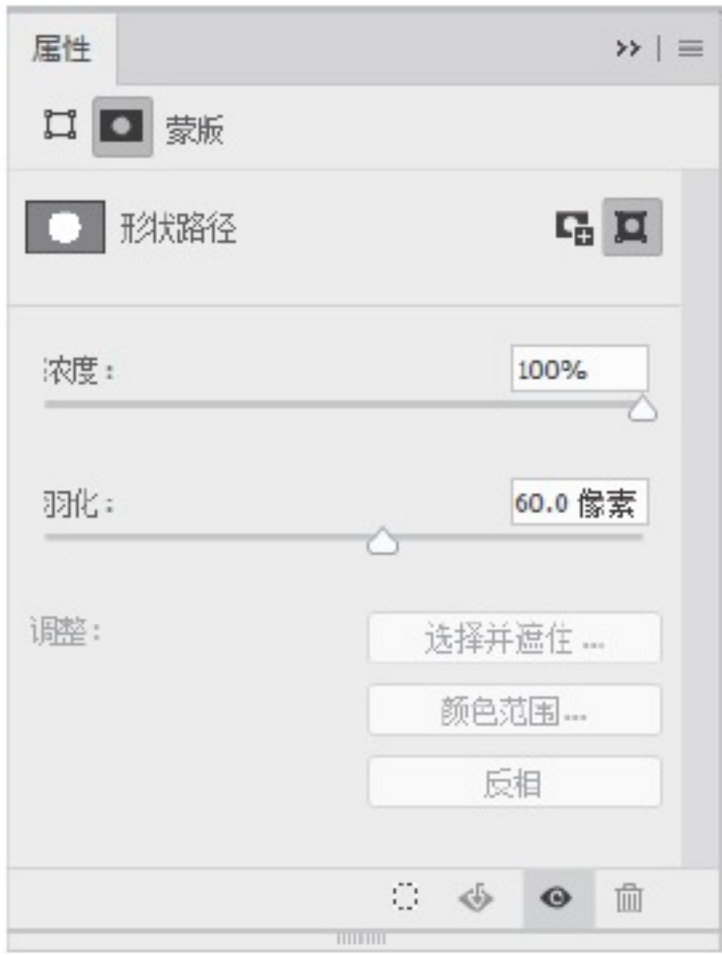 属性
蒙版
形状路径
浓度：
100%
羽化：
60.0 像素
调整：
选择并遮住 ...
颜色范围...
反相